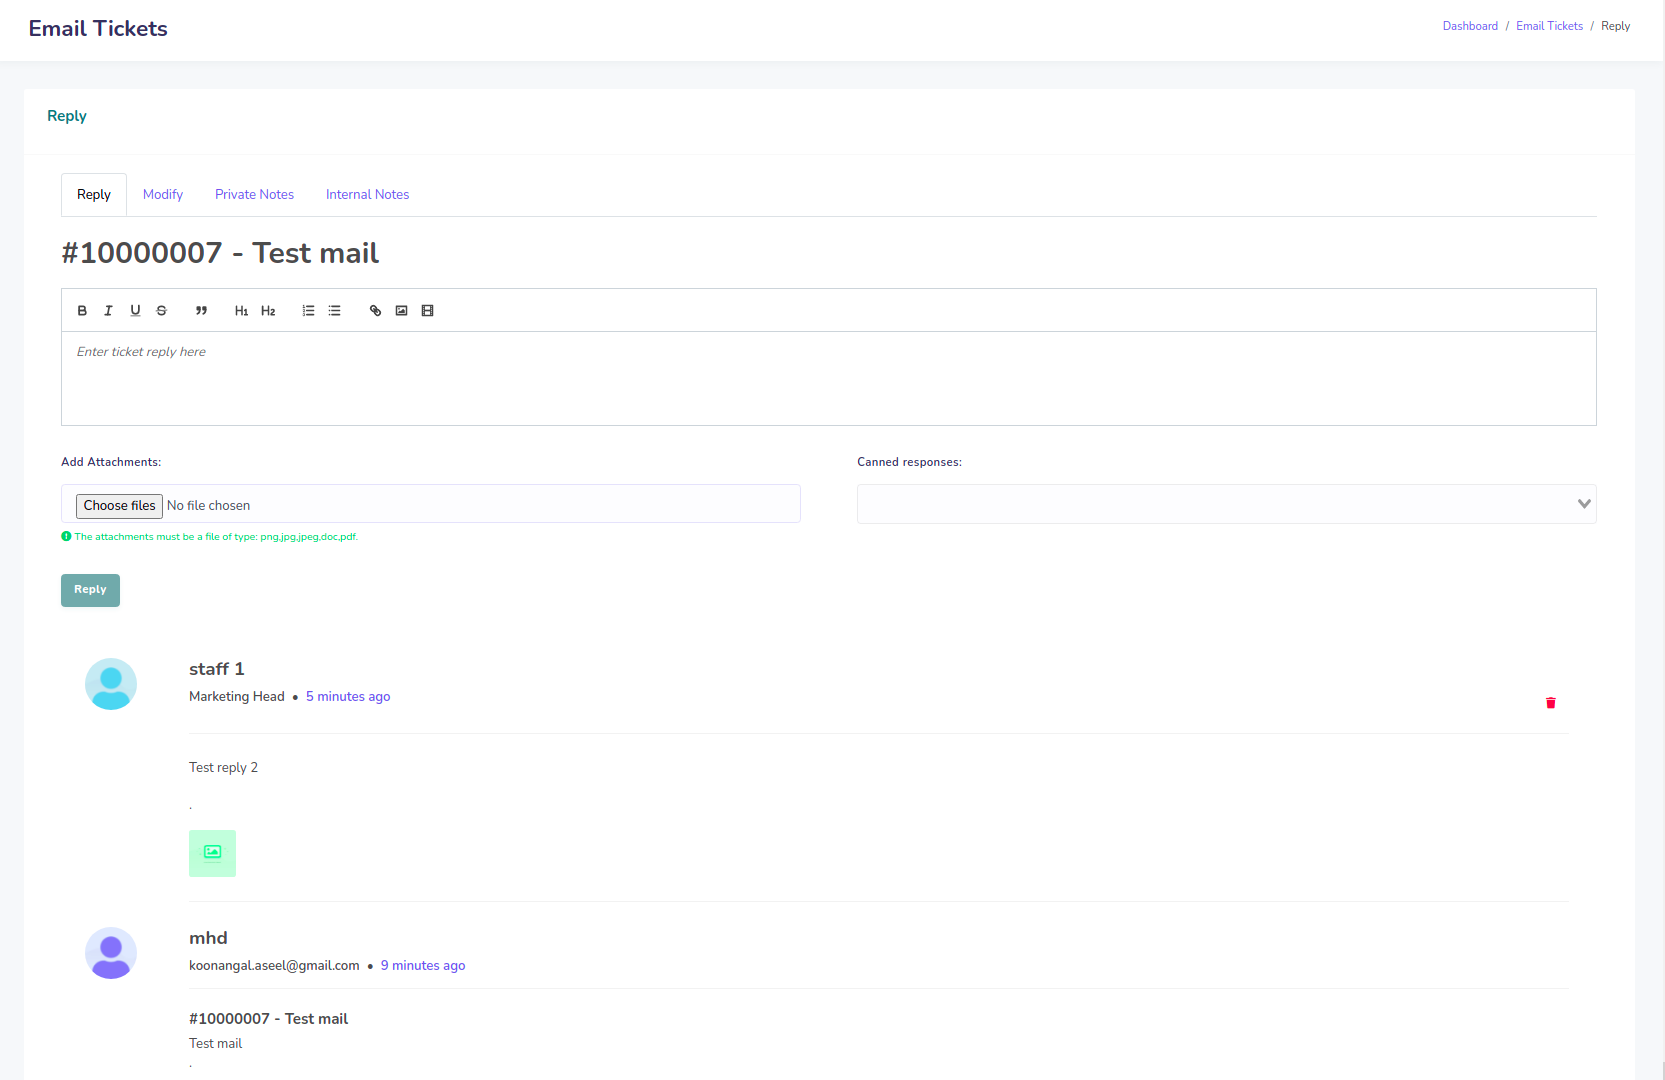 Email Tickets
Dashboard / Email Tickets / Reply
Reply
Reply Modify Private Notes Internal Notes
#10000007 - Test mail
B I U S H1 H2
Enter ticket reply here
Add Attachments: Canned responses:
Choose files No file chosen
The attachments must be a file of type: png,jpg,jpeg,doc,pdf.
Reply
staff 1
Marketing Head • 5 minutes ago
Test reply 2
.
mhd
koonangal.aseel@gmail.com • 9 minutes ago
#10000007 - Test mail
Test mail
.